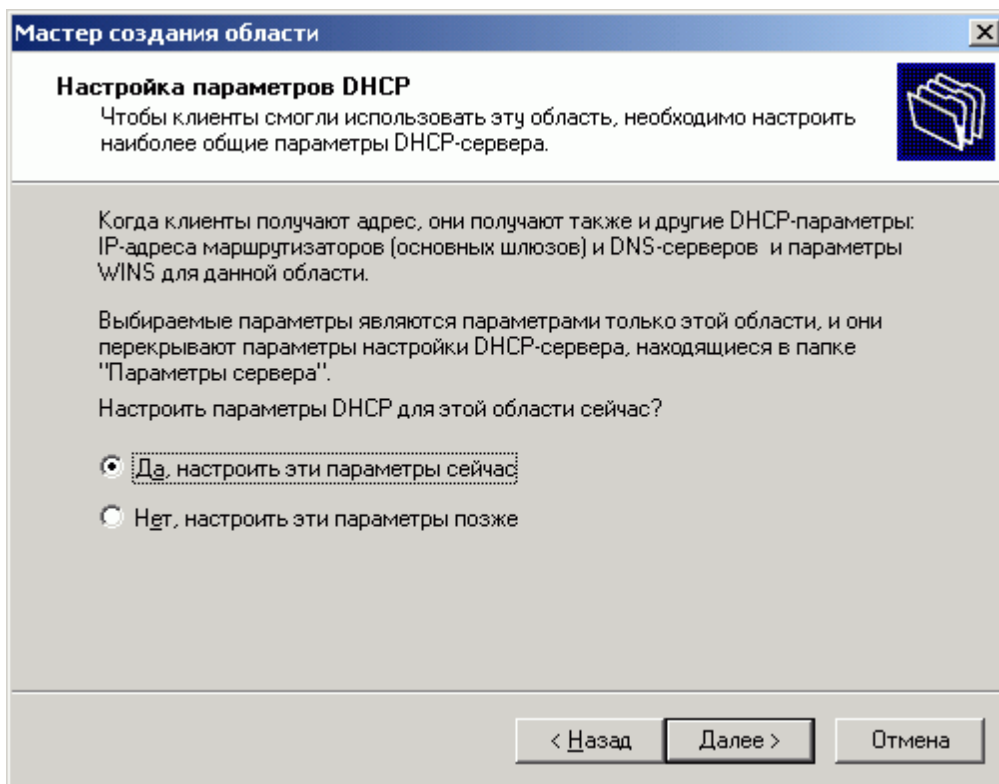 Мастер создания области
Настройка параметров DHCP
Чтобы клиенты смогли использовать эту область, необходимо настроить
наиболее общие параметры DHCP-сервера.
Когда клиенты получают адрес, они получают также и другие DHCP-параметры:
IP-адреса маршрутизаторов (основных шлюзов) и DNS-серверов и параметры
WINS для данной области.
Выбираемые параметры являются параметрами только этой области, и они
перекрывают параметры настройки DHCP-сервера, находящиеся в папке
"Параметры сервера".
Настроить параметры DHCP для этой области сейчас?
Да, настроить эти параметры сейчас
Нет, настроить эти параметры позже
< Назад
Далее >
Отмена